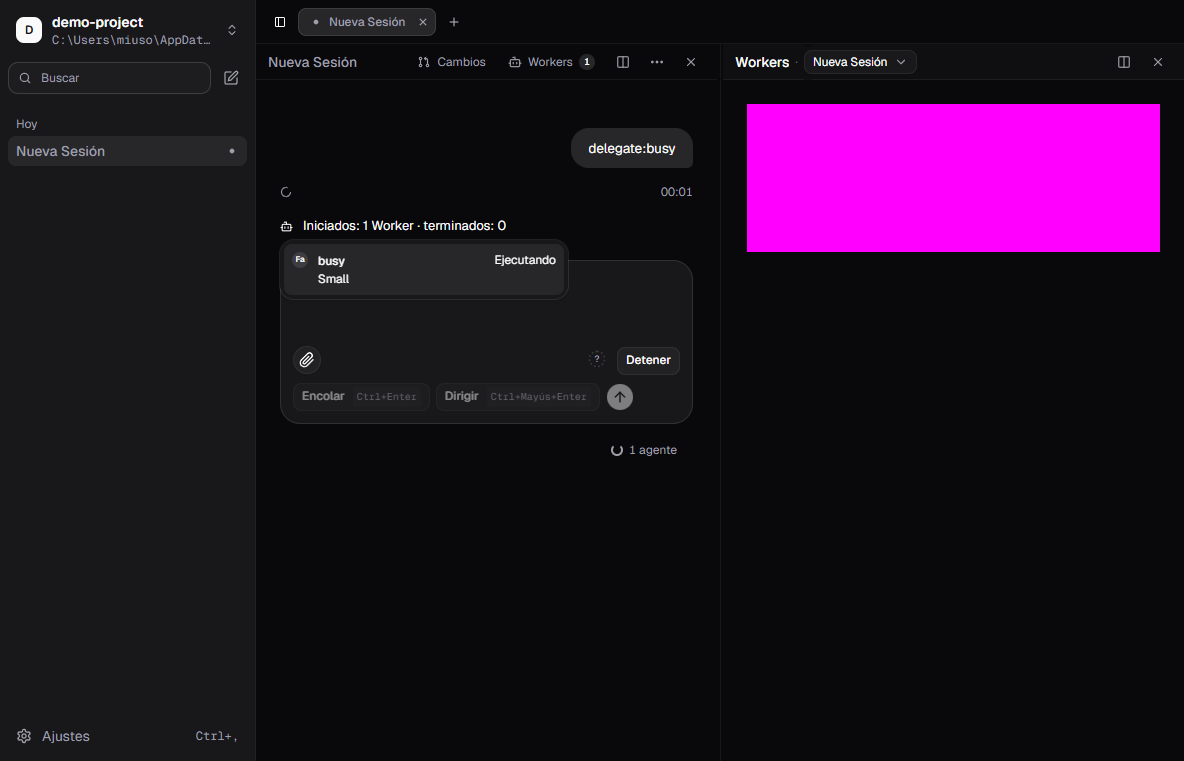 D
demo-project
C:\Users\miuso\AppDat…
Buscar
Hoy
Nueva Sesión
Ajustes
Ctrl+,
Nueva Sesión
Nueva Sesión
Cambios
Workers 1
delegate:busy
00:01
Iniciados: 1 Worker · terminados: 0
Fa
busy
Ejecutando
Small
?
Detener
Encolar Ctrl+Enter
Dirigir Ctrl+Mayús+Enter
1 agente
Workers · Nueva Sesión